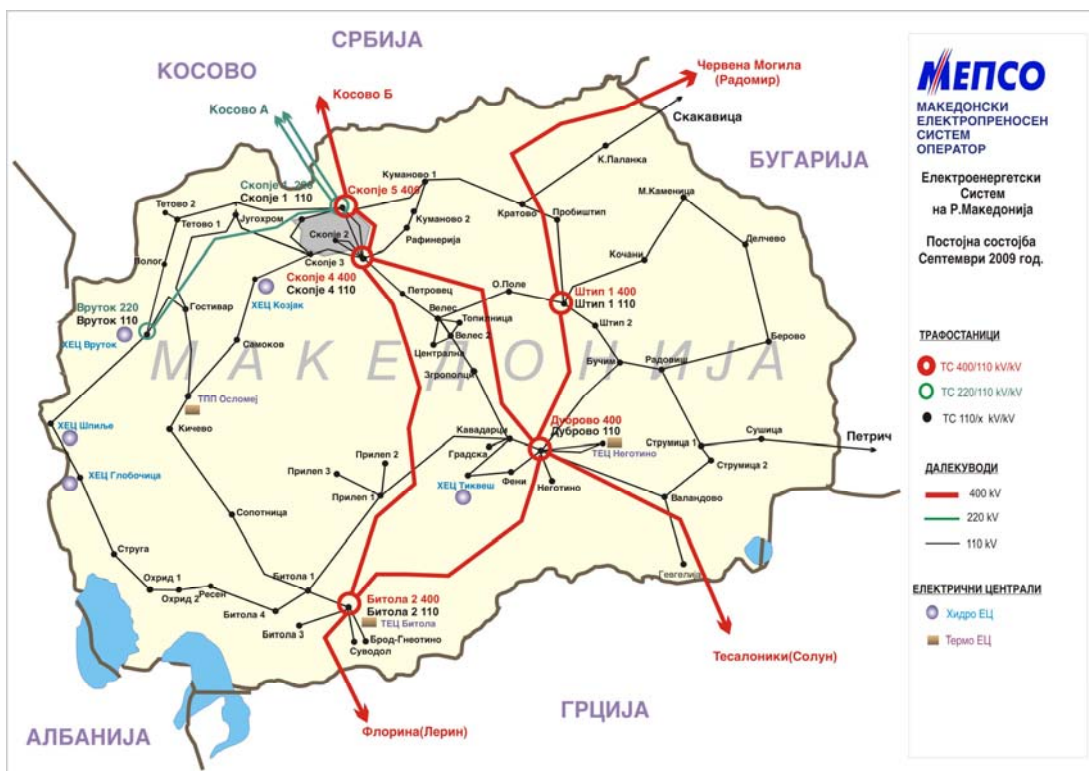 СРБИЈА
КОСОВО
Косово А
Косово Б
Червена Могила
(Радомир)
Скакавица
БУГАРИЈА
К.Паланка
Куманово 1
Скопје 1 220
Скопје 1 110
Скопје 5 400
М.Каменица
Тетово 2
Тетово 1
Југохром
Куманово 2
Кратово
Пробиштип
Рафинерија
Скопје 2
Делчево
Полог
Скопје 3
Кочани
Скопје 4 400
Скопје 4 110
ХЕЦ Козјак
Петровец
О.Поле
Штип 1 400
Штип 1 110
Вруток 220
Вруток 110
Гостивар
ХЕЦ Вруток
Велес
Топилница
Велес 2
Штип 2
Самоков
Централна
Берово
МАКЕДОНИЈА
Згрополци
Бучим
Радовиш
ТПП Осломеј
ХЕЦ Шпиље
Кичево
Дуброво 400
Дуброво 110
Кавадарци
Градска
ТЕЦ Неготино
Струмица 1
Сушица
Петрич
Струмица 2
ХЕЦ Глобочица
Прилеп 3
Прилеп 2
Прилеп 1
ХЕЦ Тиквеш
Фени
Неготино
Валандово
Сопотница
Струга
Гевгелија
Охрид 1
Охрид 2
Ресен
Битола 1
Битола 4
Битола 2 400
Битола 2 110
ТЕЦ Битола
Битола 3
Брод-Гнеотино
Суводол
Тесалоники(Солун)
ГРЦИЈА
Флорина(Лерин)
АЛБАНИЈА
МЕПСО
МАКЕДОНСКИ
ЕЛЕКТРОПРЕНОСЕН
СИСТЕМ
ОПЕРАТОР
Електроенергетски
Систем
на Р.Македонија
Постојна состојба
Септември 2009 год.
ТРАФОСТАНИЦИ
ТС 400/110 kV/kV
ТС 220/110 kV/kV
ТС 110/x kV/kV
ДАЛЕКУВОДИ
400 kV
220 kV
110 kV
ЕЛЕКТРИЧНИ ЦЕНТРАЛИ
Хидро ЕЦ
Термо ЕЦ